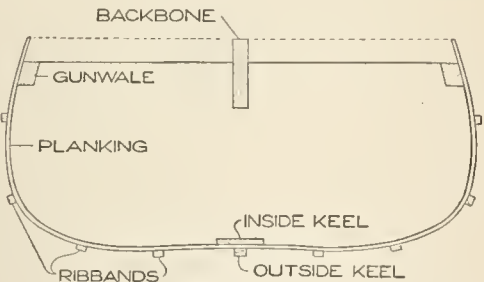 BACKBONE
GUNWALE
PLANKING
INSIDE KEEL
RIBBANDS
OUTSIDE KEEL